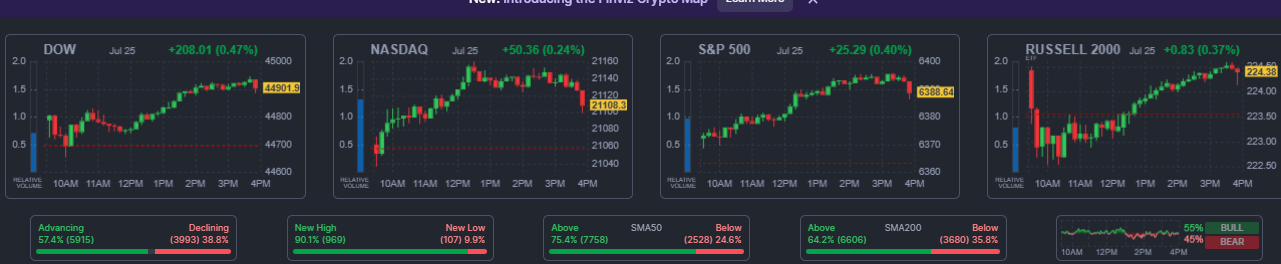 New: Introducing the Finviz Crypto Map Learn More X
DOW Jul 25 +208.01 (0.47%)
2.0 45000
1.5 44901.9
1.0 44800
0.5 44700
44600
RELATIVE VOLUME
10AM 11AM 12PM 1PM 2PM 3PM 4PM
NASDAQ Jul 25 +50.36 (0.24%)
2.0 21160
1.5 21140
21120
21108.3
1.0 21100
21080
0.5 21060
21040
RELATIVE VOLUME
10AM 11AM 12PM 1PM 2PM 3PM 4PM
S&P 500 Jul 25 +25.29 (0.40%)
2.0 6400
1.5 6388.64
1.0 6380
0.5 6370
6360
RELATIVE VOLUME
10AM 11AM 12PM 1PM 2PM 3PM 4PM
RUSSELL 2000 Jul 25 +0.83 (0.37%)
ETF
2.0 224.50
224.38
1.5 224.00
1.0 223.50
0.5 223.00
222.50
RELATIVE VOLUME
10AM 11AM 12PM 1PM 2PM 3PM 4PM
Advancing Declining
57.4% (5915) (3993) 38.8%
New High New Low
90.1% (969) (107) 9.9%
Above SMA50 Below
75.4% (7758) (2528) 24.6%
Above SMA200 Below
64.2% (6606) (3680) 35.8%
55% BULL
45% BEAR
10AM 12PM 2PM 4PM